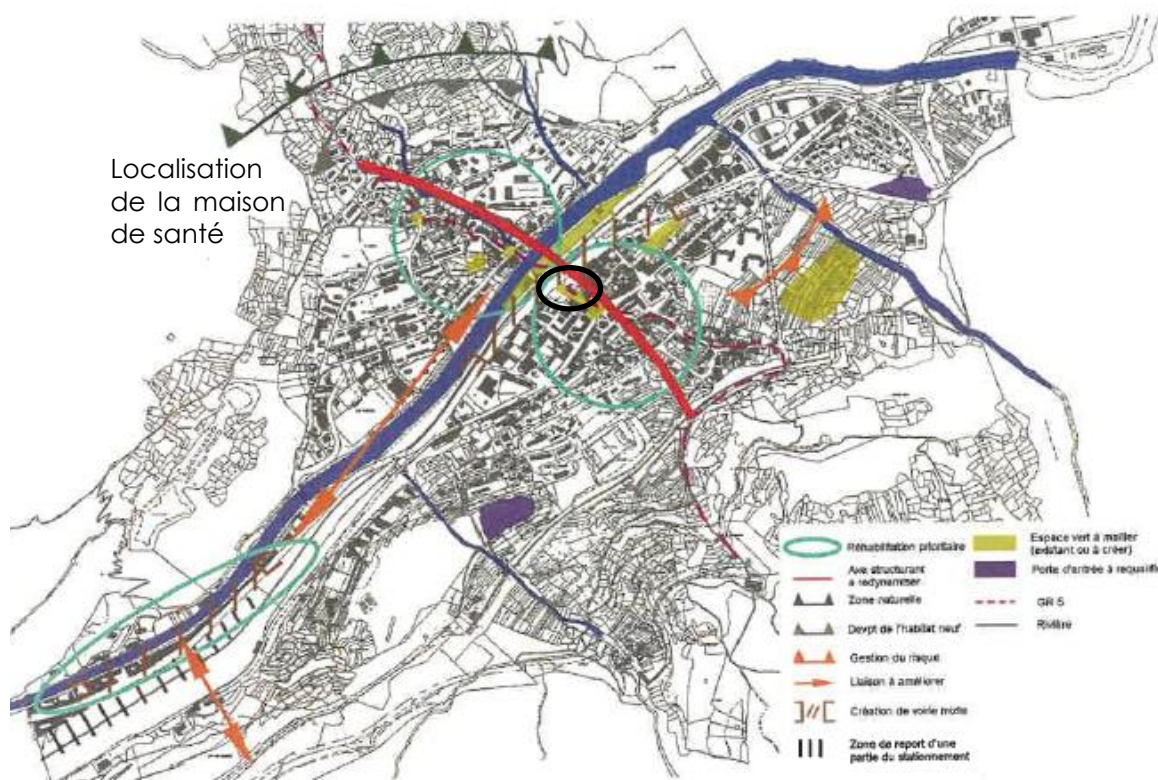 Localisation
de la maison
de santé
Réhabilitation prioritaire
Axe structurant
a redynamiser
Zone naturelle
Devpt de l'habitat neuf
Gestion du risque
Liaison à améliorer
Création de voirie mixte
Zone de report d'une
partie du stationnement
Espace vert à mailler
(existant ou à créer)
Porte d'entrée à requalifie
GR 5
Rivière